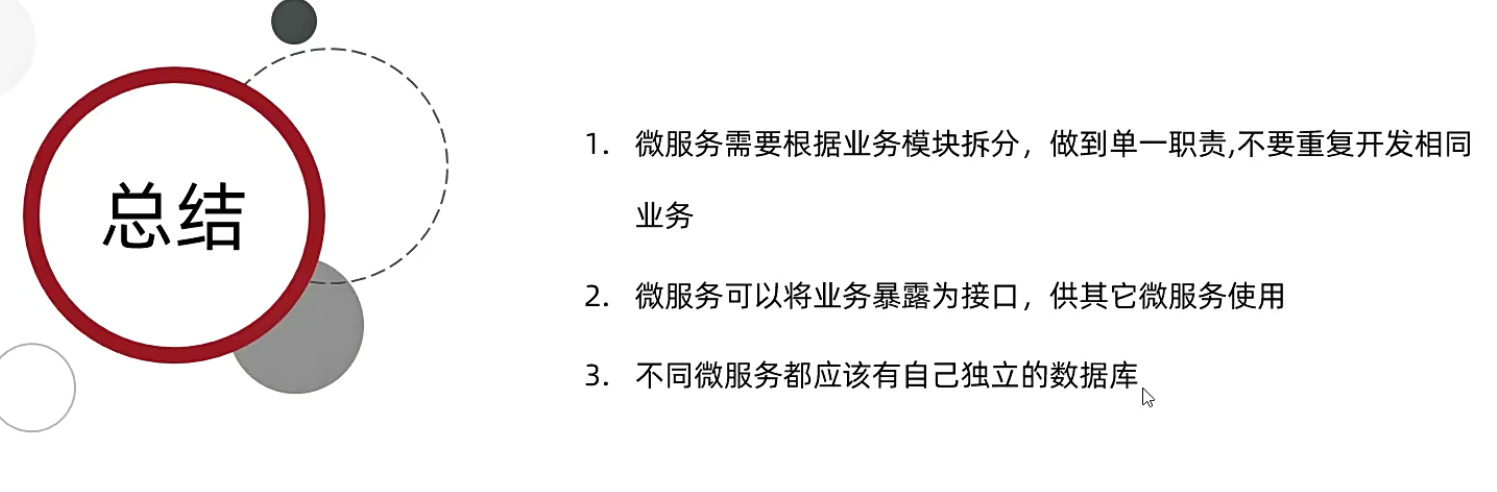 总结
1. 微服务需要根据业务模块拆分，做到单一职责,不要重复开发相同
业务
2. 微服务可以将业务暴露为接口，供其它微服务使用
3. 不同微服务都应该有自己独立的数据库